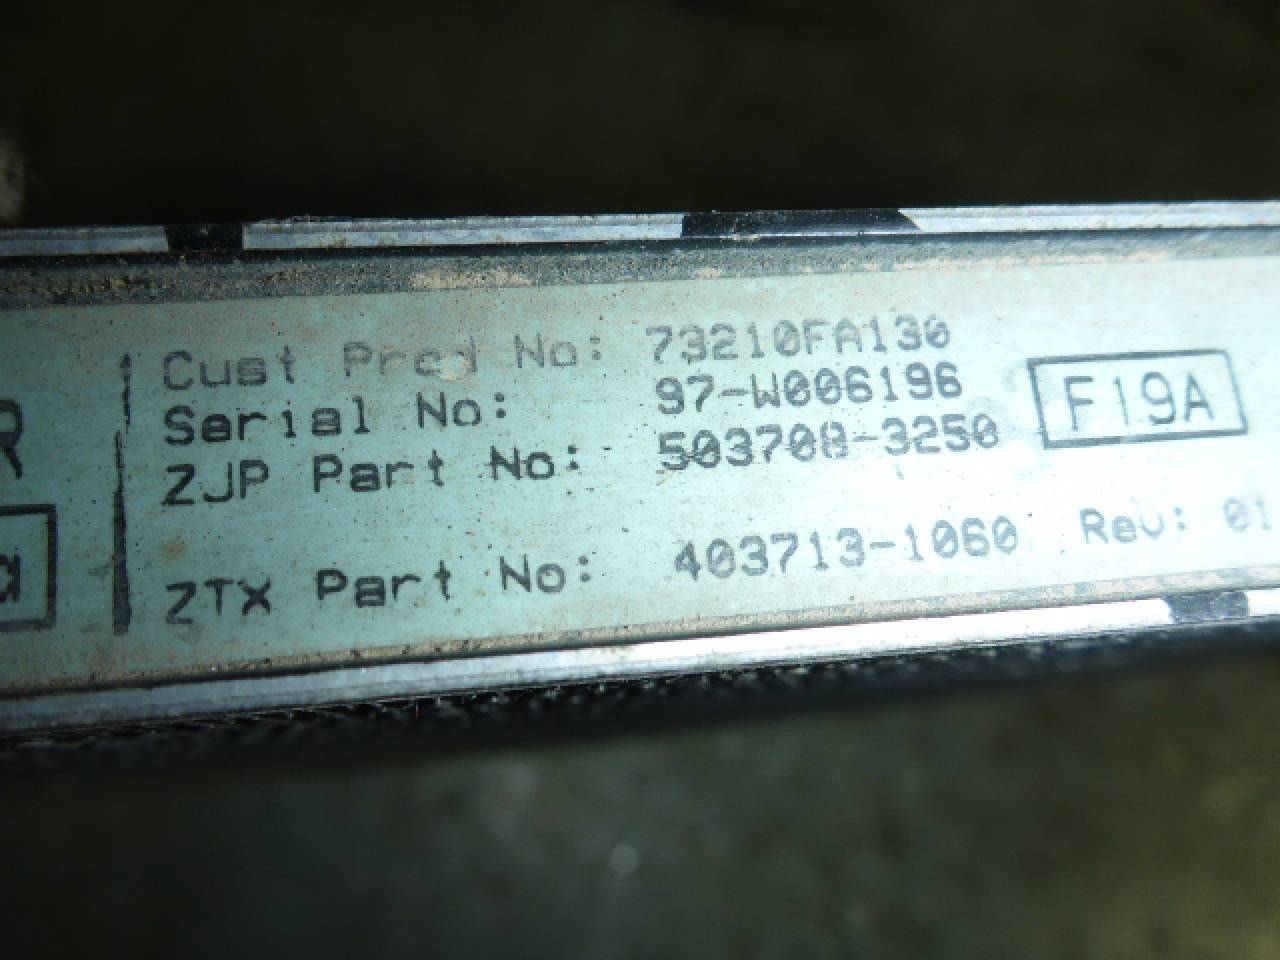 Cust Prod No: 73210FA130
Serial No: 97-W006196
ZJP Part No: 503708-3250
F19A
ZTX Part No: 403713-1060 Rev: 01
R
a